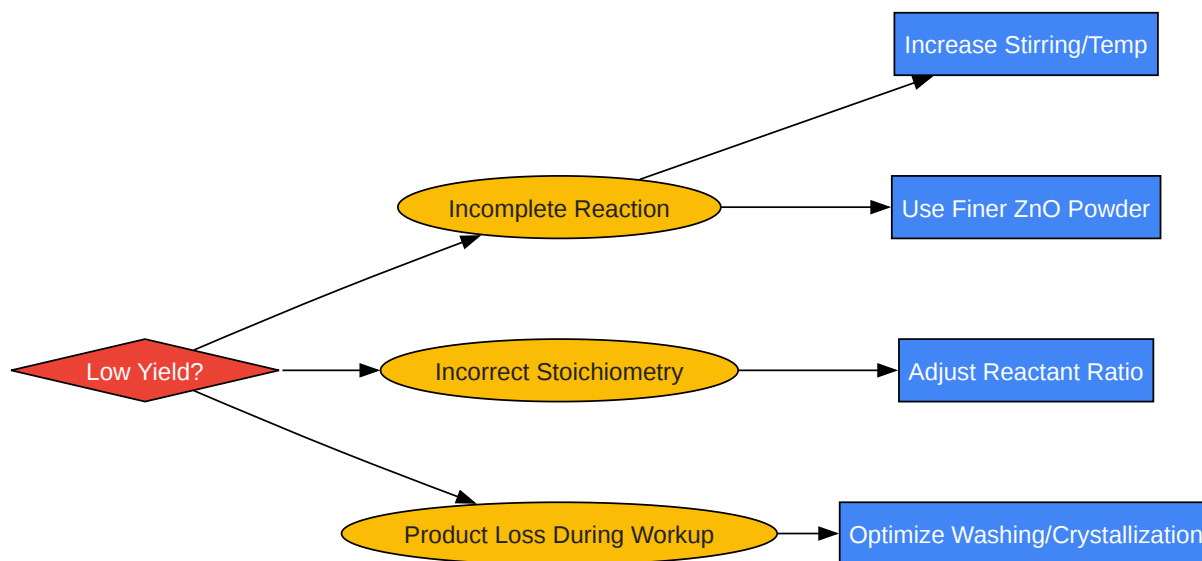 Increase Stirring/Temp
Incomplete Reaction
Use Finer ZnO Powder
Low Yield?
Incorrect Stoichiometry
Adjust Reactant Ratio
Product Loss During Workup
Optimize Washing/Crystallization